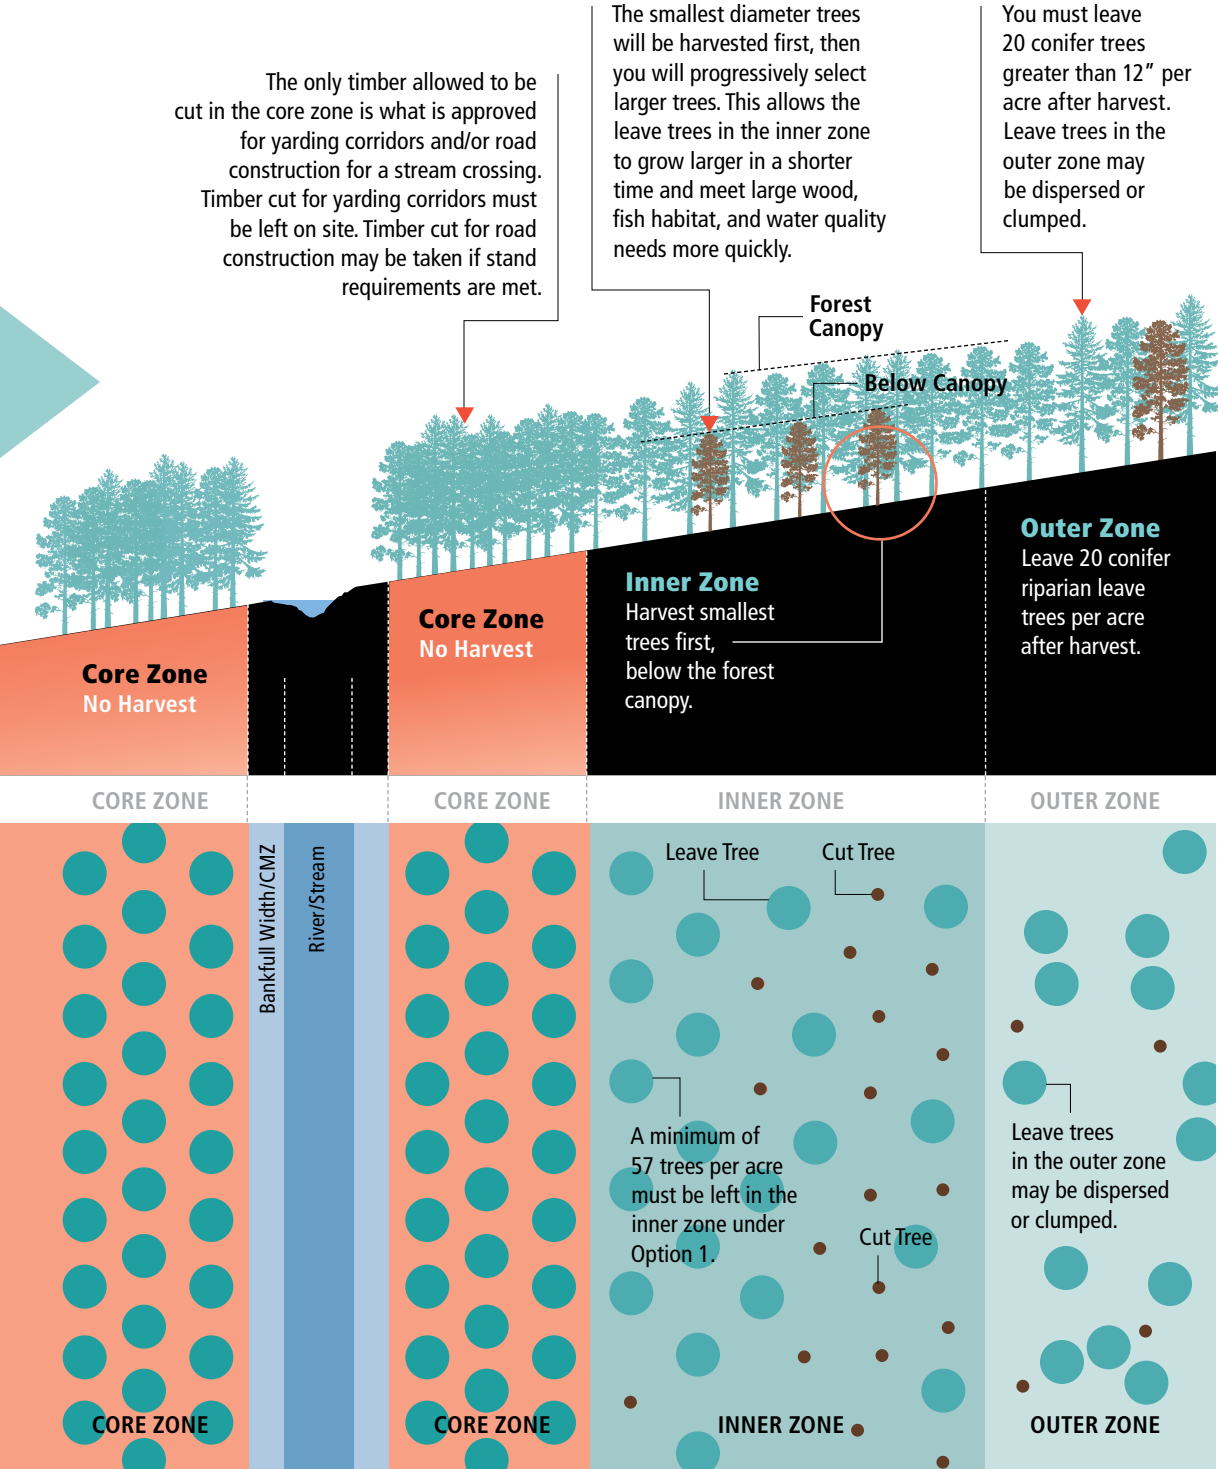 The only timber allowed to be
cut in the core zone is what is approved
for yarding corridors and/or road
construction for a stream crossing.
Timber cut for yarding corridors must
be left on site. Timber cut for road
construction may be taken if stand
requirements are met.
The smallest diameter trees
will be harvested first, then
you will progressively select
larger trees. This allows the
leave trees in the inner zone
to grow larger in a shorter
time and meet large wood,
fish habitat, and water quality
needs more quickly.
You must leave
20 conifer trees
greater than 12” per
acre after harvest.
Leave trees in the
outer zone may
be dispersed or
clumped.
Forest
Canopy
Below Canopy
Core Zone
No Harvest
Core Zone
No Harvest
Inner Zone
Harvest smallest
trees first,
below the forest
canopy.
Outer Zone
Leave 20 conifer
riparian leave
trees per acre
after harvest.
CORE ZONE
CORE ZONE
INNER ZONE
OUTER ZONE
Bankfull Width/CMZ
River/Stream
Leave Tree
Cut Tree
A minimum of
57 trees per acre
must be left in the
inner zone under
Option 1.
Cut Tree
Leave trees
in the outer zone
may be dispersed
or clumped.
CORE ZONE
CORE ZONE
INNER ZONE
OUTER ZONE